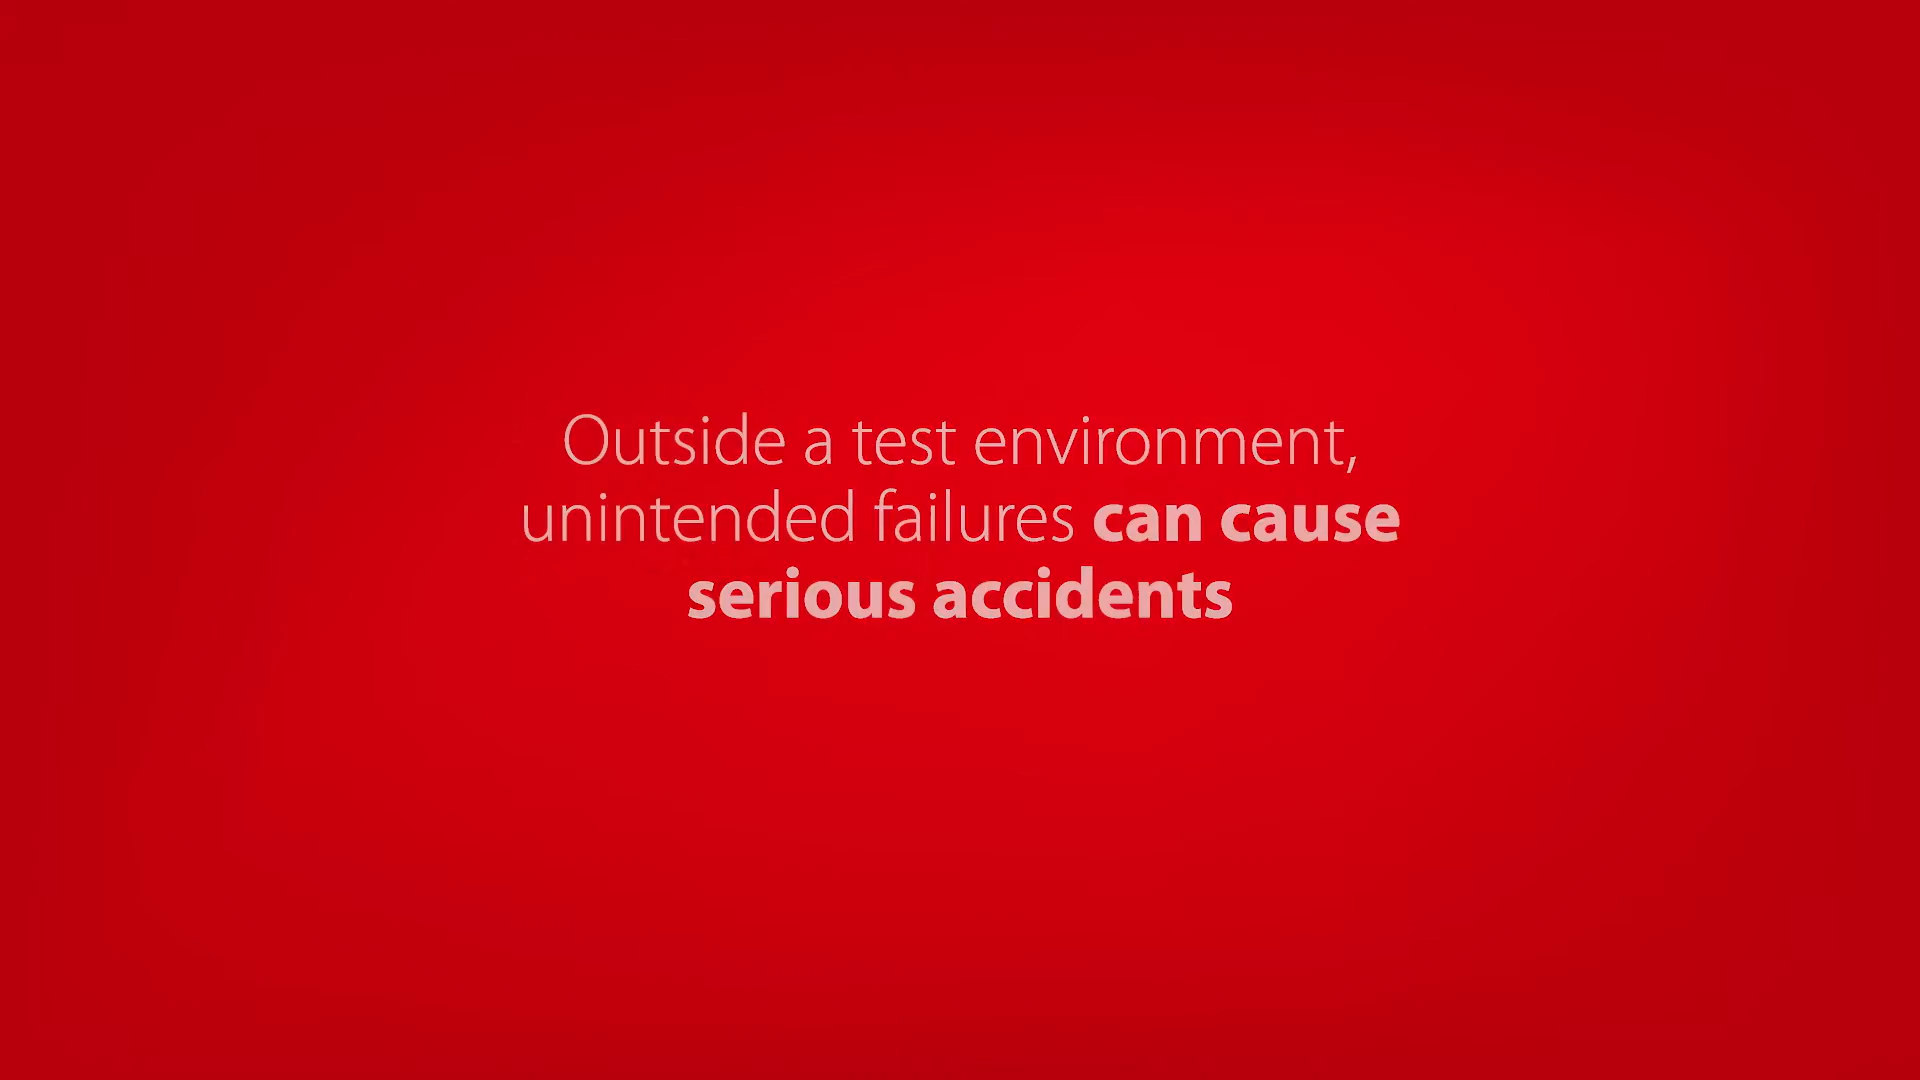 Outside a test environment,
unintended failures can cause
serious accidents